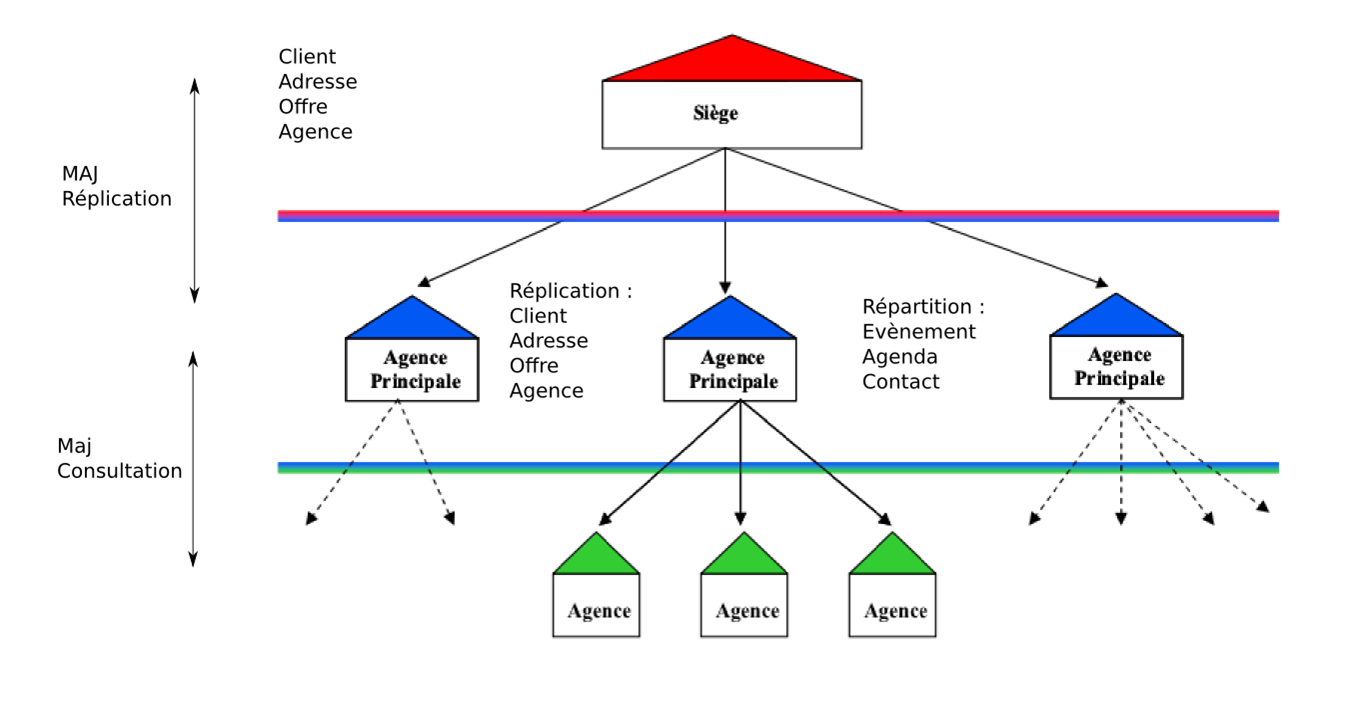 Client
Adresse
Offre
Agence
Siège
MAJ
Réplication
Réplication :
Client
Adresse
Offre
Agence
Répartition :
Evènement
Agenda
Contact
Agence
Principale
Agence
Principale
Agence
Principale
Maj
Consultation
Agence
Agence
Agence